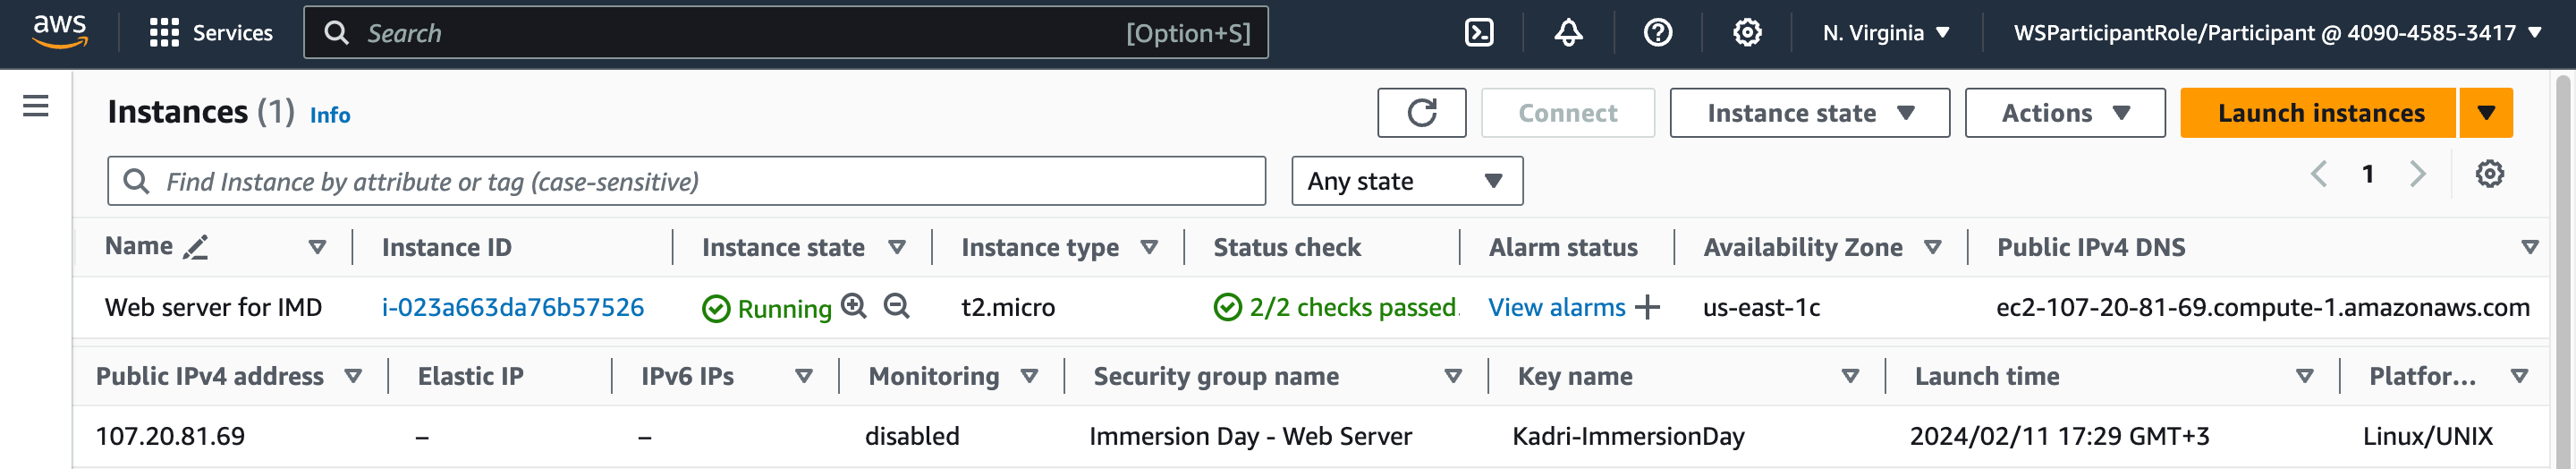 aws Services Search [Option+S] N. Virginia WSParticipantRole/Participant @ 4090-4585-3417
Instances (1) Info Connect Instance state Actions Launch instances
Find Instance by attribute or tag (case-sensitive) Any state 1
Name Instance ID Instance state Instance type Status check Alarm status Availability Zone Public IPv4 DNS
Web server for IMD i-023a663da76b57526 Running t2.micro 2/2 checks passed. View alarms us-east-1c ec2-107-20-81-69.compute-1.amazonaws.com
Public IPv4 address Elastic IP IPv6 IPs Monitoring Security group name Key name Launch time Platfor...
107.20.81.69 – – disabled Immersion Day - Web Server Kadri-ImmersionDay 2024/02/11 17:29 GMT+3 Linux/UNIX